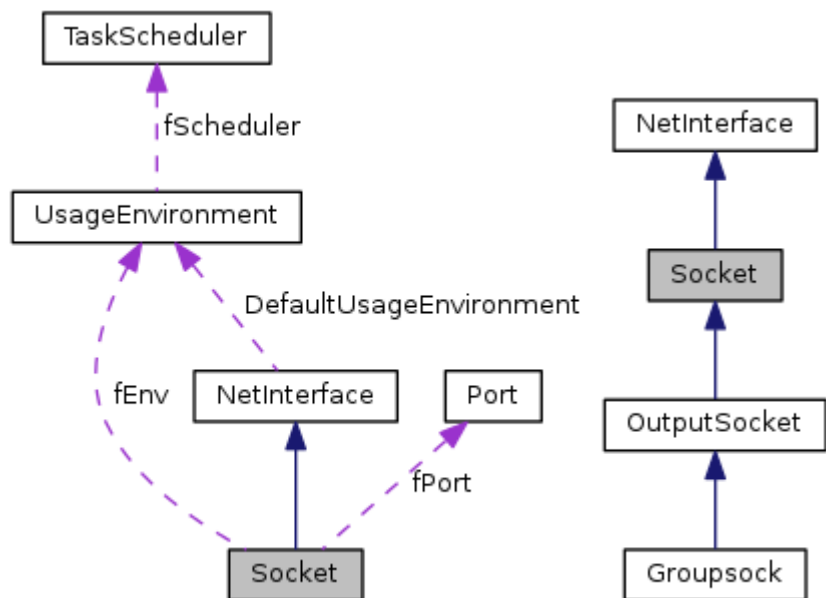 TaskScheduler
fScheduler
NetInterface
UsageEnvironment
Socket
DefaultUsageEnvironment
fEnv
NetInterface
Port
OutputSocket
fPort
Socket
Groupsock